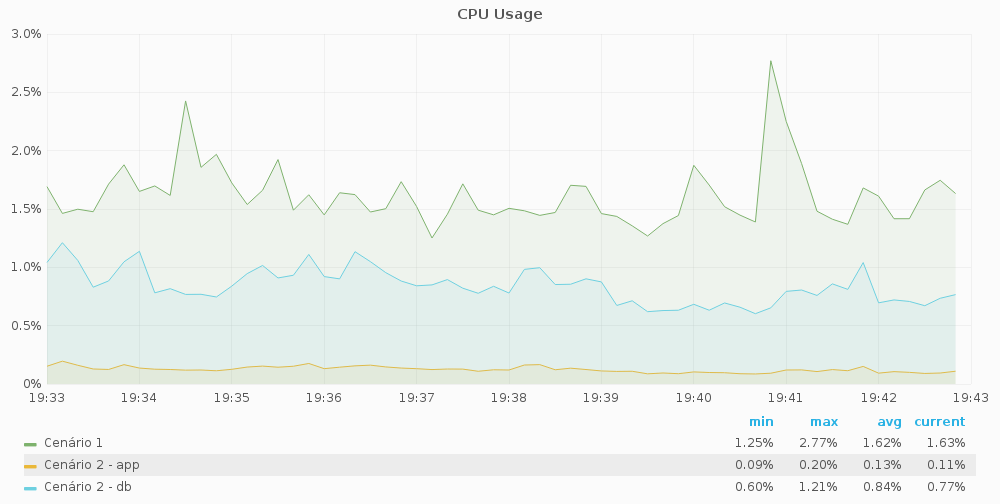 CPU Usage
3.0%
2.5%
2.0%
1.5%
1.0%
0.5%
0%
19:33 19:34 19:35 19:36 19:37 19:38 19:39 19:40 19:41 19:42 19:43
min max avg current
Cenário 1 1.25% 2.77% 1.62% 1.63%
Cenário 2 - app 0.09% 0.20% 0.13% 0.11%
Cenário 2 - db 0.60% 1.21% 0.84% 0.77%